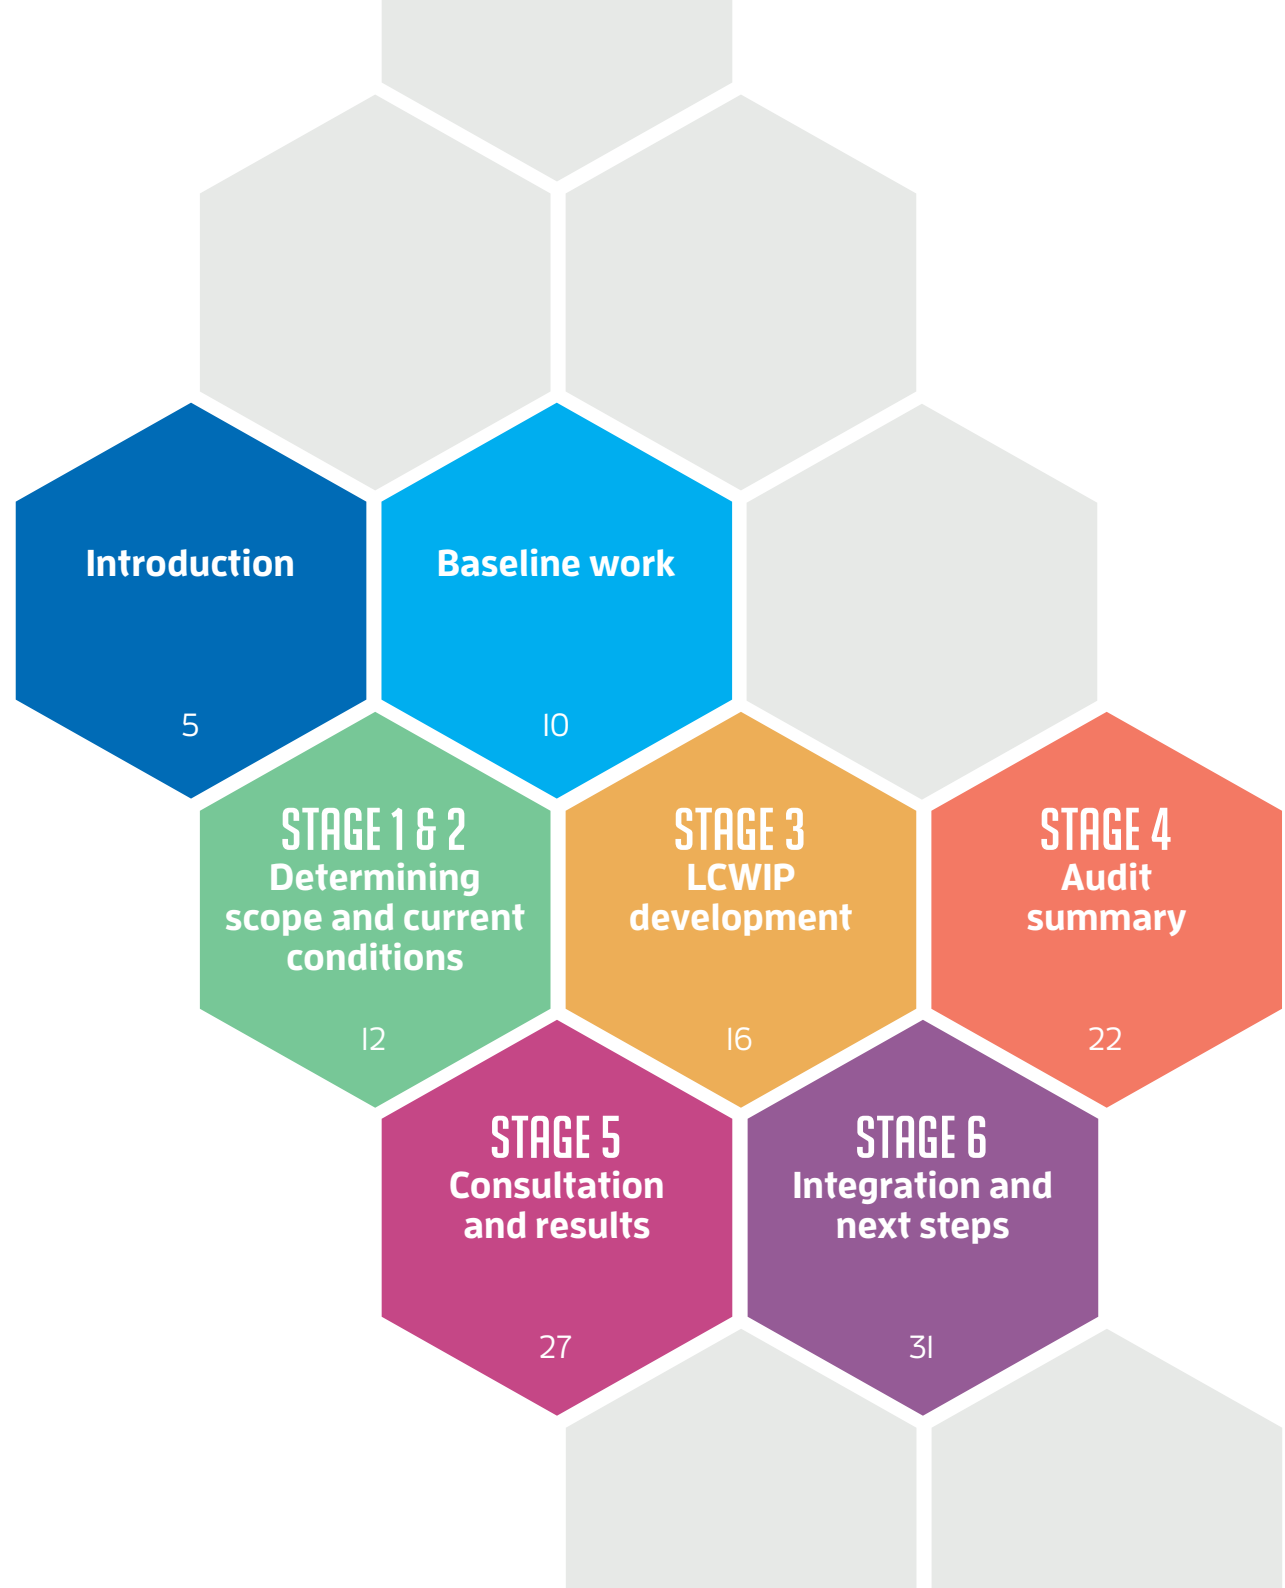 Introduction
5
Baseline work
10
STAGE 1 & 2
Determining
scope and current
conditions
12
STAGE 3
LCWIP
development
16
STAGE 4
Audit
summary
22
STAGE 5
Consultation
and results
27
STAGE 6
Integration and
next steps
31